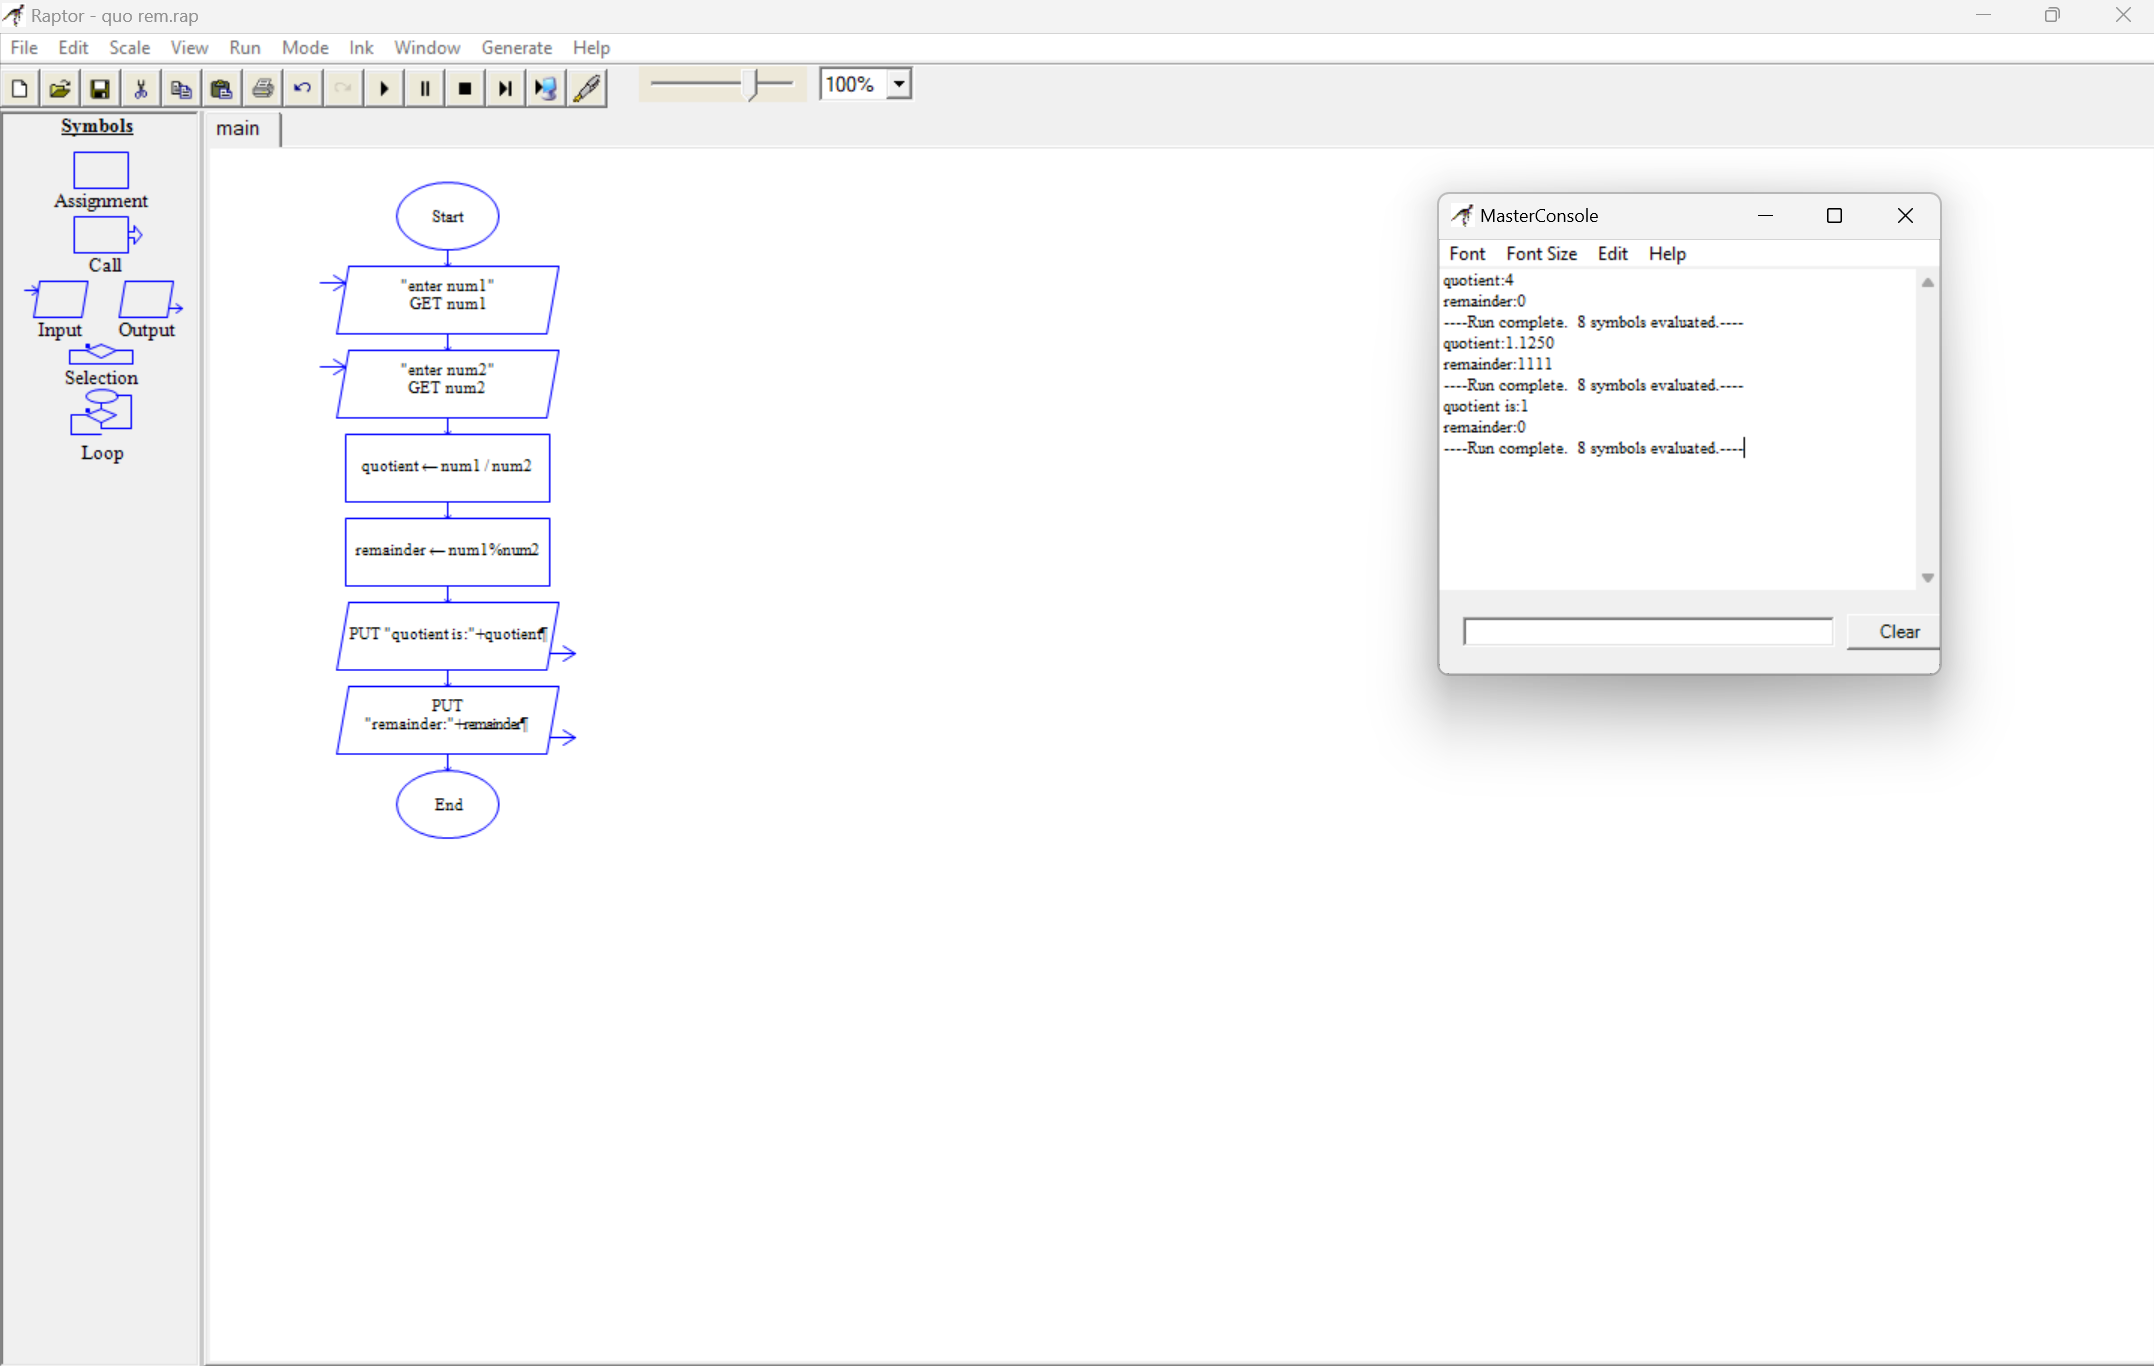 Raptor - quo rem.rap
File Edit Scale View Run Mode Ink Window Generate Help
100%
Symbols
Assignment
Call
Input Output
Selection
Loop
main
Start
"enter num1"
GET num1
"enter num2"
GET num2
quotient ← num1 / num2
remainder ← num1%num2
PUT "quotient is:"+quotient¶
PUT
"remainder:"+remainder¶
End
MasterConsole
Font Font Size Edit Help
quotient:4
remainder:0
----Run complete.  8 symbols evaluated.----
quotient:1.1250
remainder:1111
----Run complete.  8 symbols evaluated.----
quotient is:1
remainder:0
----Run complete.  8 symbols evaluated.----
Clear